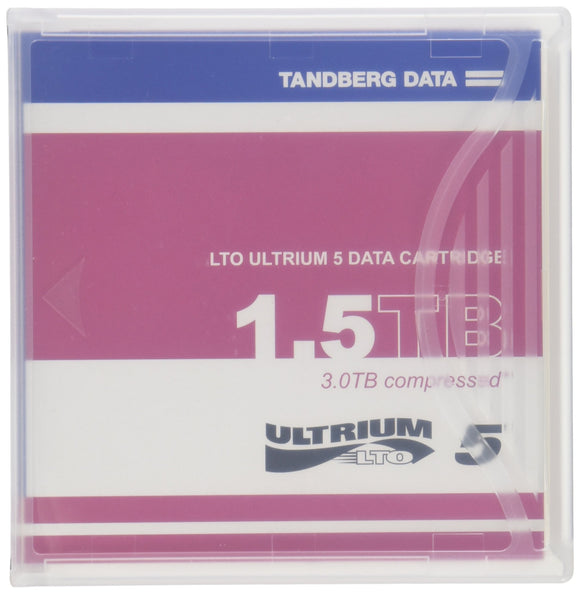 TANDBERG DATA
LTO ULTRIUM 5 DATA CARTRIDGE
1.5TB
3.0TB compressed*
ULTRIUM
LTO
5